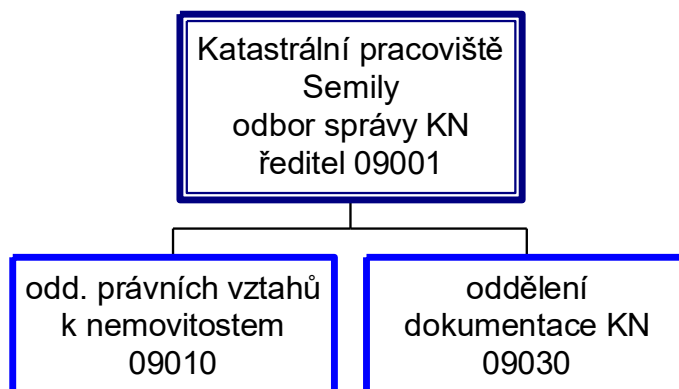 Katastrální pracoviště
Semily
odbor správy KN
ředitel 09001
odd. právních vztahů
k nemovitostem
09010
oddělení
dokumentace KN
09030